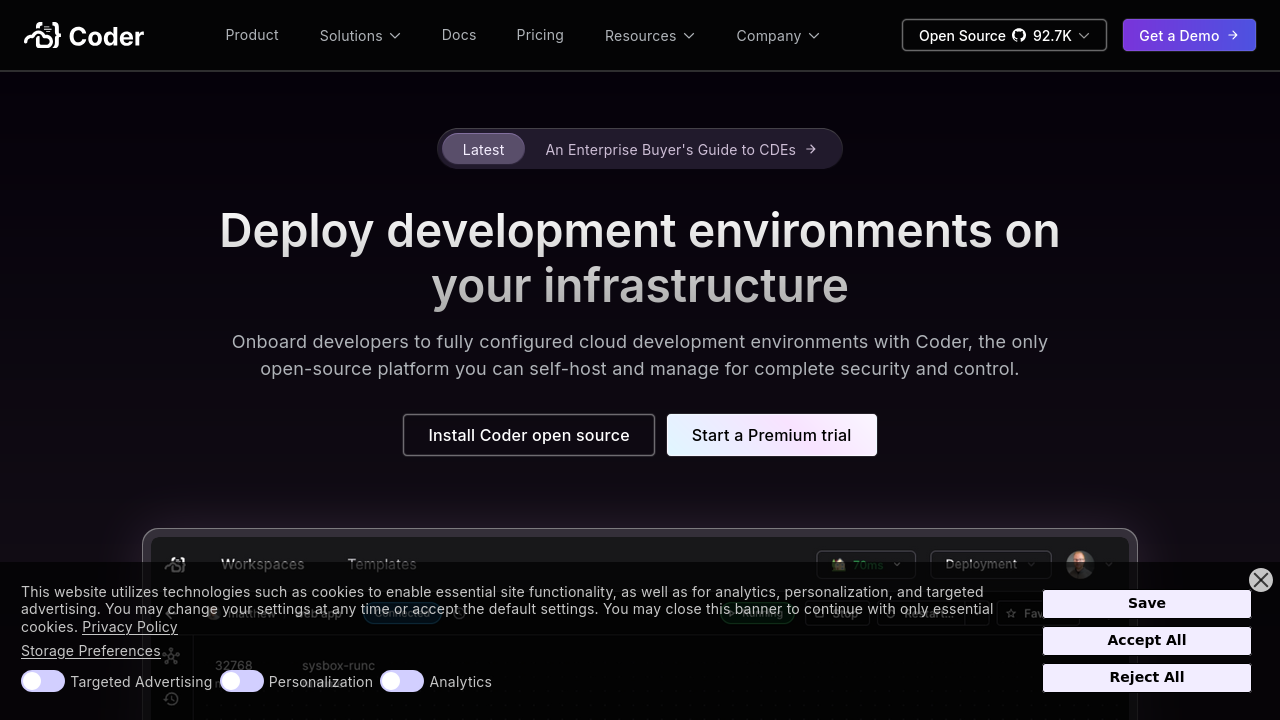 Coder
Product
Solutions
Docs
Pricing
Resources
Company
Open Source 92.7K
Get a Demo
Latest
An Enterprise Buyer's Guide to CDEs
Deploy development environments on
your infrastructure
Onboard developers to fully configured cloud development environments with Coder, the only
open-source platform you can self-host and manage for complete security and control.
Install Coder open source
Start a Premium trial
Workspaces
Templates
70ms
Deployment
This website utilizes technologies such as cookies to enable essential site functionality, as well as for analytics, personalization, and targeted
advertising. You may change your settings at any time or accept the default settings. You may close this banner to continue with only essential
cookies. Privacy Policy
Storage Preferences
Targeted Advertising
Personalization
Analytics
Save
Accept All
Reject All
Connected
Running
Stop
32768
sysbox-runc